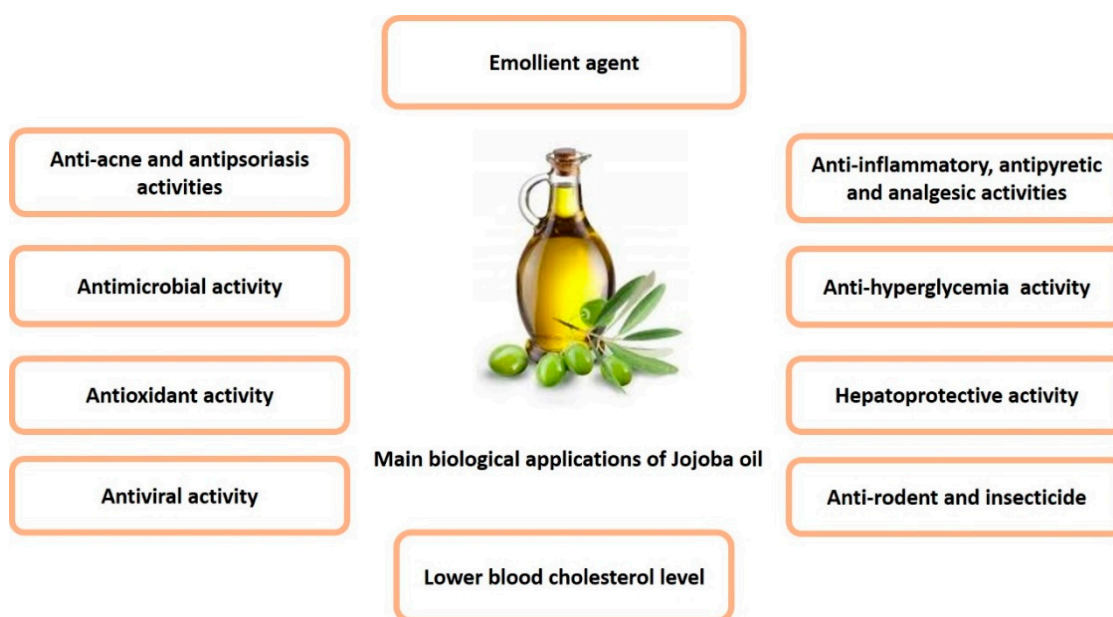 Emollient agent
Anti-acne and antipsoriasis
activities
Antimicrobial activity
Antioxidant activity
Antiviral activity
Anti-inflammatory, antipyretic
and analgesic activities
Anti-hyperglycemia activity
Hepatoprotective activity
Anti-rodent and insecticide
Main biological applications of Jojoba oil
Lower blood cholesterol level